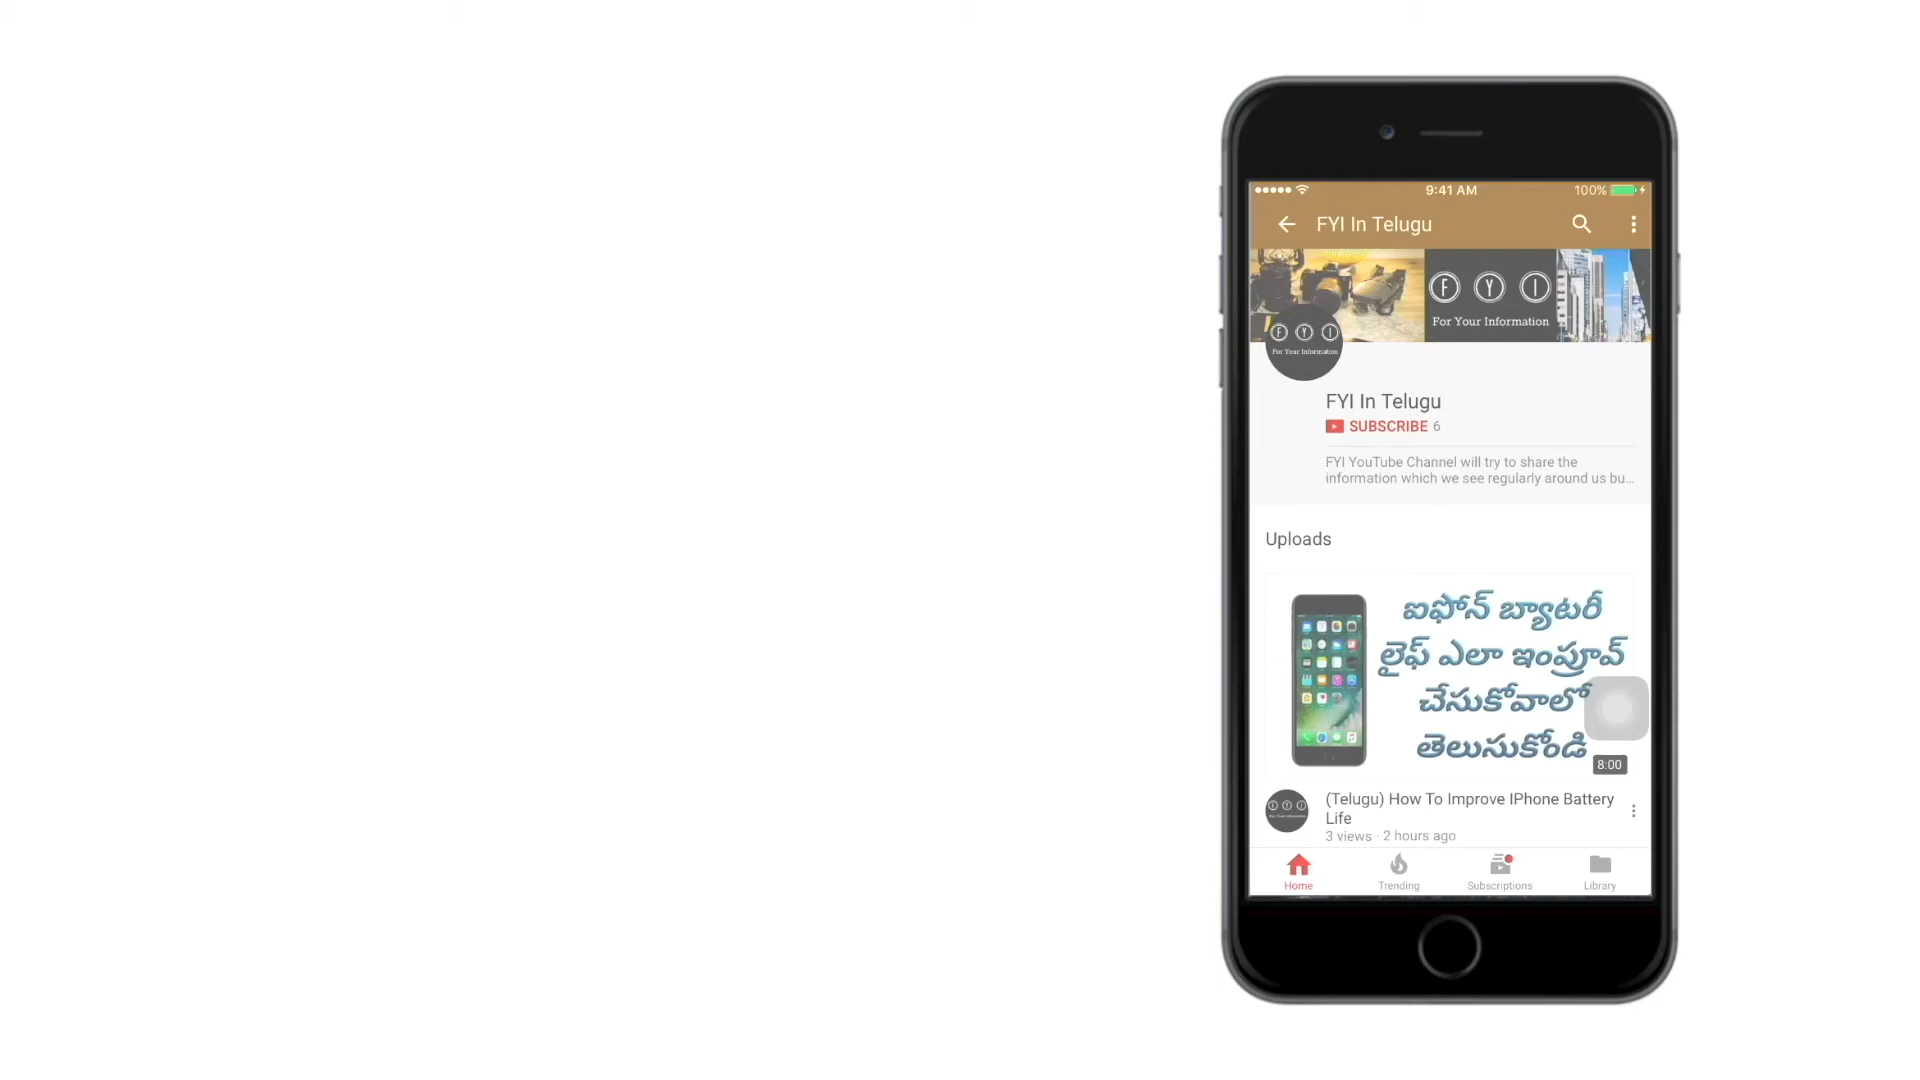 9:41 AM
100%
FYI In Telugu
F Y I
For Your Information
F Y I
For Your Information
FYI In Telugu
SUBSCRIBE 6
FYI YouTube Channel will try to share the
information which we see regularly around us bu...
Uploads
ఐఫోన్ బ్యాటరీ
లైఫ్ ఎలా ఇంప్రూవ్
చేసుకోవాలో
తెలుసుకోండి
8:00
(Telugu) How To Improve IPhone Battery
Life
3 views · 2 hours ago
F Y I
Home
Trending
Subscriptions
Library